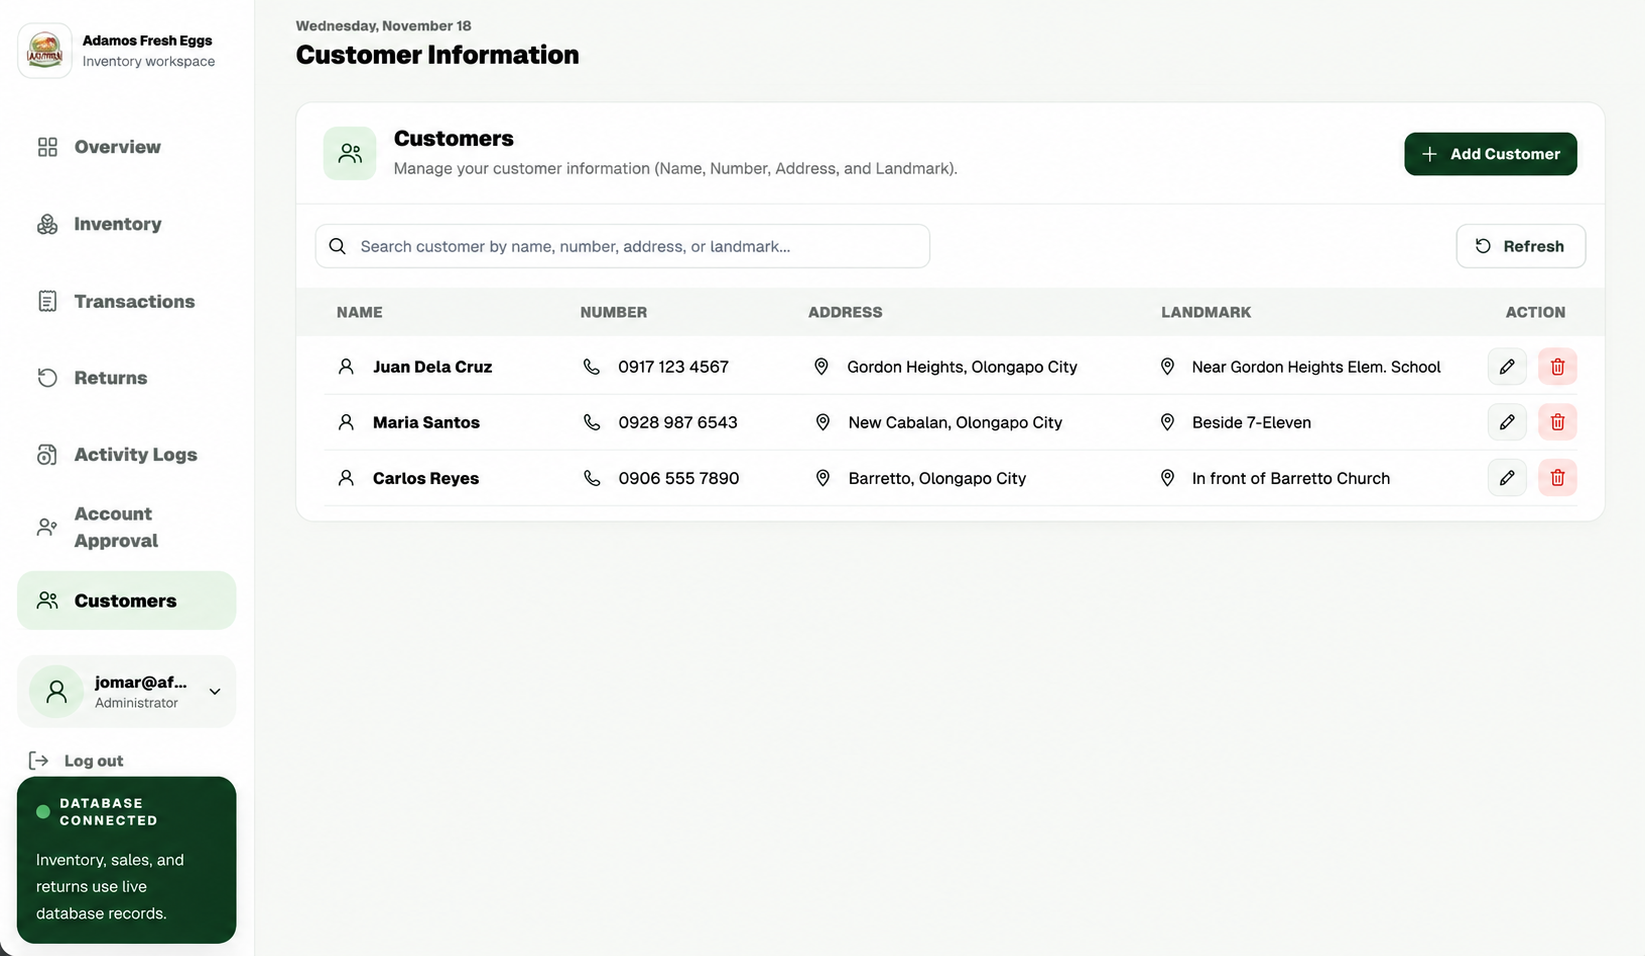 Adamos Fresh Eggs
Inventory workspace
Overview
Inventory
Transactions
Returns
Activity Logs
Account
Approval
Customers
jomar@af...
Administrator
Log out
DATABASE
CONNECTED
Inventory, sales, and
returns use live
database records.
Wednesday, November 18
Customer Information
Customers
Manage your customer information (Name, Number, Address, and Landmark).
Add Customer
Search customer by name, number, address, or landmark...
Refresh
NAME NUMBER ADDRESS LANDMARK ACTION
Juan Dela Cruz 0917 123 4567 Gordon Heights, Olongapo City Near Gordon Heights Elem. School
Maria Santos 0928 987 6543 New Cabalan, Olongapo City Beside 7-Eleven
Carlos Reyes 0906 555 7890 Barretto, Olongapo City In front of Barretto Church